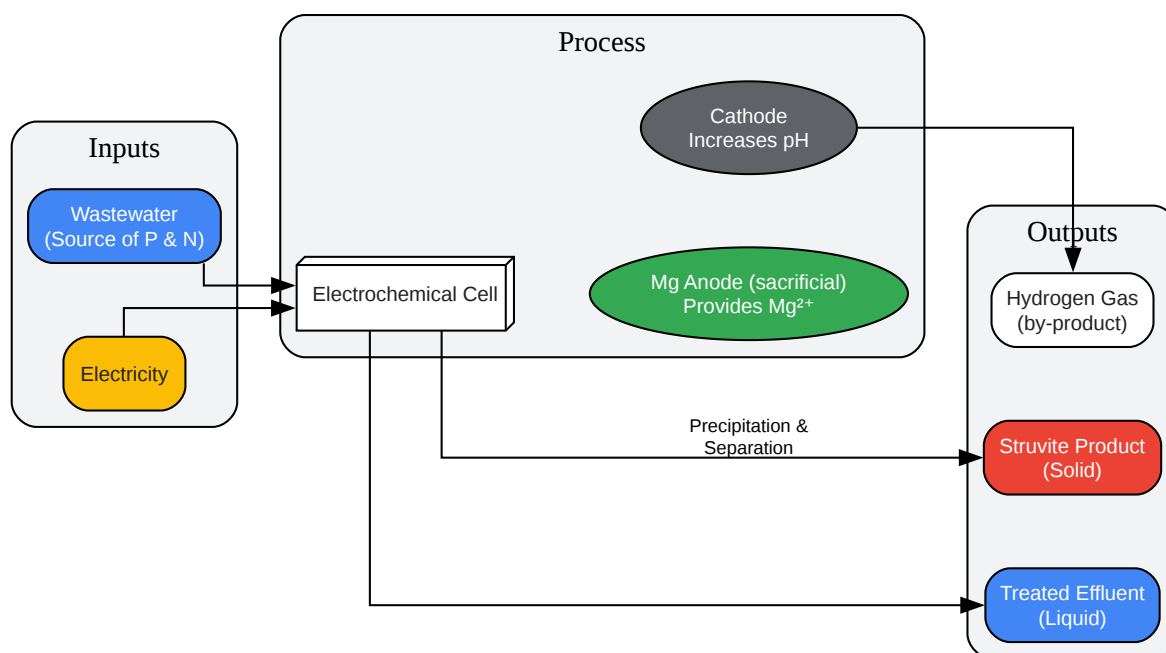 Process
Cathode
Increases pH
Inputs
Wastewater
(Source of P & N)
Outputs
Electrochemical Cell
Mg Anode (sacrificial)
Provides Mg²⁺
Hydrogen Gas
(by-product)
Electricity
Precipitation &
Separation
Struvite Product
(Solid)
Treated Effluent
(Liquid)